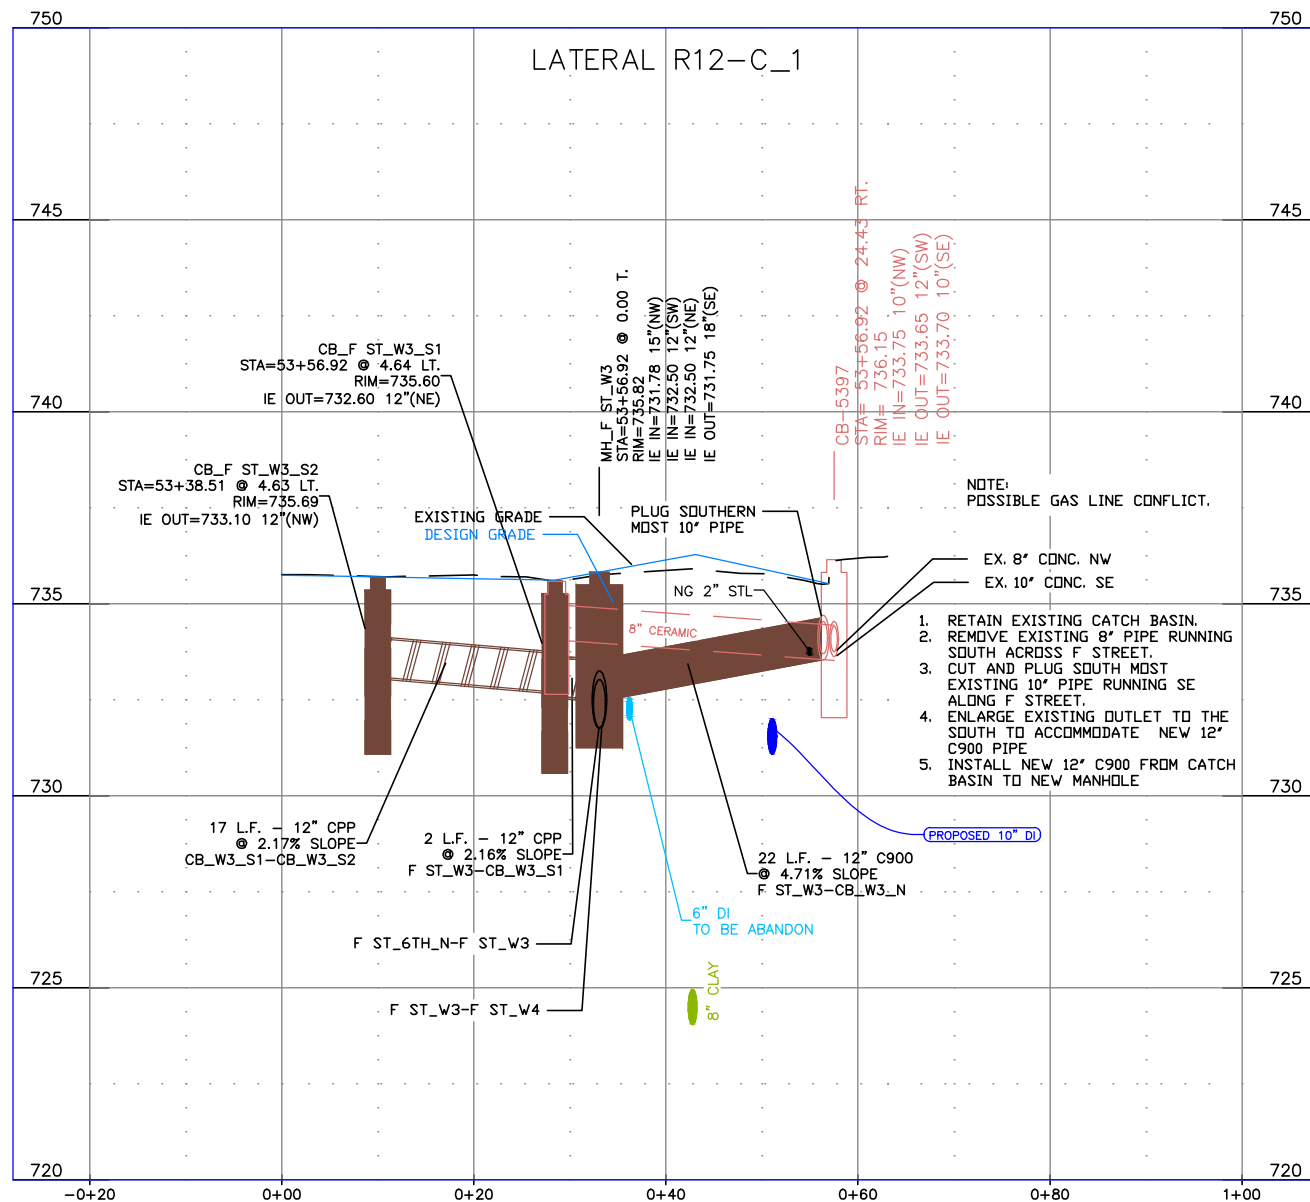 LATERAL R12-C_1
750
750
745
745
740
740
735
735
730
730
725
725
720
720
-0+20
0+00
0+20
0+40
0+60
0+80
1+00
CB_F ST_W3_S1
STA=53+56.92 @ 4.64 LT.
RIM=735.60
IE OUT=732.60 12"(NE)
CB_F ST_W3_S2
STA=53+38.51 @ 4.63 LT.
RIM=735.69
IE OUT=733.10 12"(NW)
MH_F ST_W3
STA=53+56.92 @ 0.00 T.
RIM=735.82
IE IN=731.78 15"(NW)
IE IN=732.50 12"(SW)
IE IN=732.50 12"(NE)
IE OUT=731.75 18"(SE)
CB-5397
STA= 53+56.92 @ 24.43 RT.
RIM= 736.15
IE IN=733.75 10"(NW)
IE OUT=733.65 12"(SW)
IE OUT=733.70 10"(SE)
EXISTING GRADE
DESIGN GRADE
PLUG SOUTHERN
MOST 10" PIPE
NG 2" STL
8" CERAMIC
NOTE:
POSSIBLE GAS LINE CONFLICT.
EX. 8" CONC. NW
EX. 10" CONC. SE
1. RETAIN EXISTING CATCH BASIN.
2. REMOVE EXISTING 8" PIPE RUNNING
SOUTH ACROSS F STREET.
3. CUT AND PLUG SOUTH MOST
EXISTING 10" PIPE RUNNING SE
ALONG F STREET.
4. ENLARGE EXISTING OUTLET TO THE
SOUTH TO ACCOMMODATE NEW 12"
C900 PIPE
5. INSTALL NEW 12" C900 FROM CATCH
BASIN TO NEW MANHOLE
PROPOSED 10" DI
17 L.F. - 12" CPP
@ 2.17% SLOPE
CB_W3_S1-CB_W3_S2
2 L.F. - 12" CPP
@ 2.16% SLOPE
F ST_W3-CB_W3_S1
22 L.F. - 12" C900
@ 4.71% SLOPE
F ST_W3-CB_W3_N
6" DI
TO BE ABANDON
F ST_6TH_N-F ST_W3
F ST_W3-F ST_W4
8" CLAY